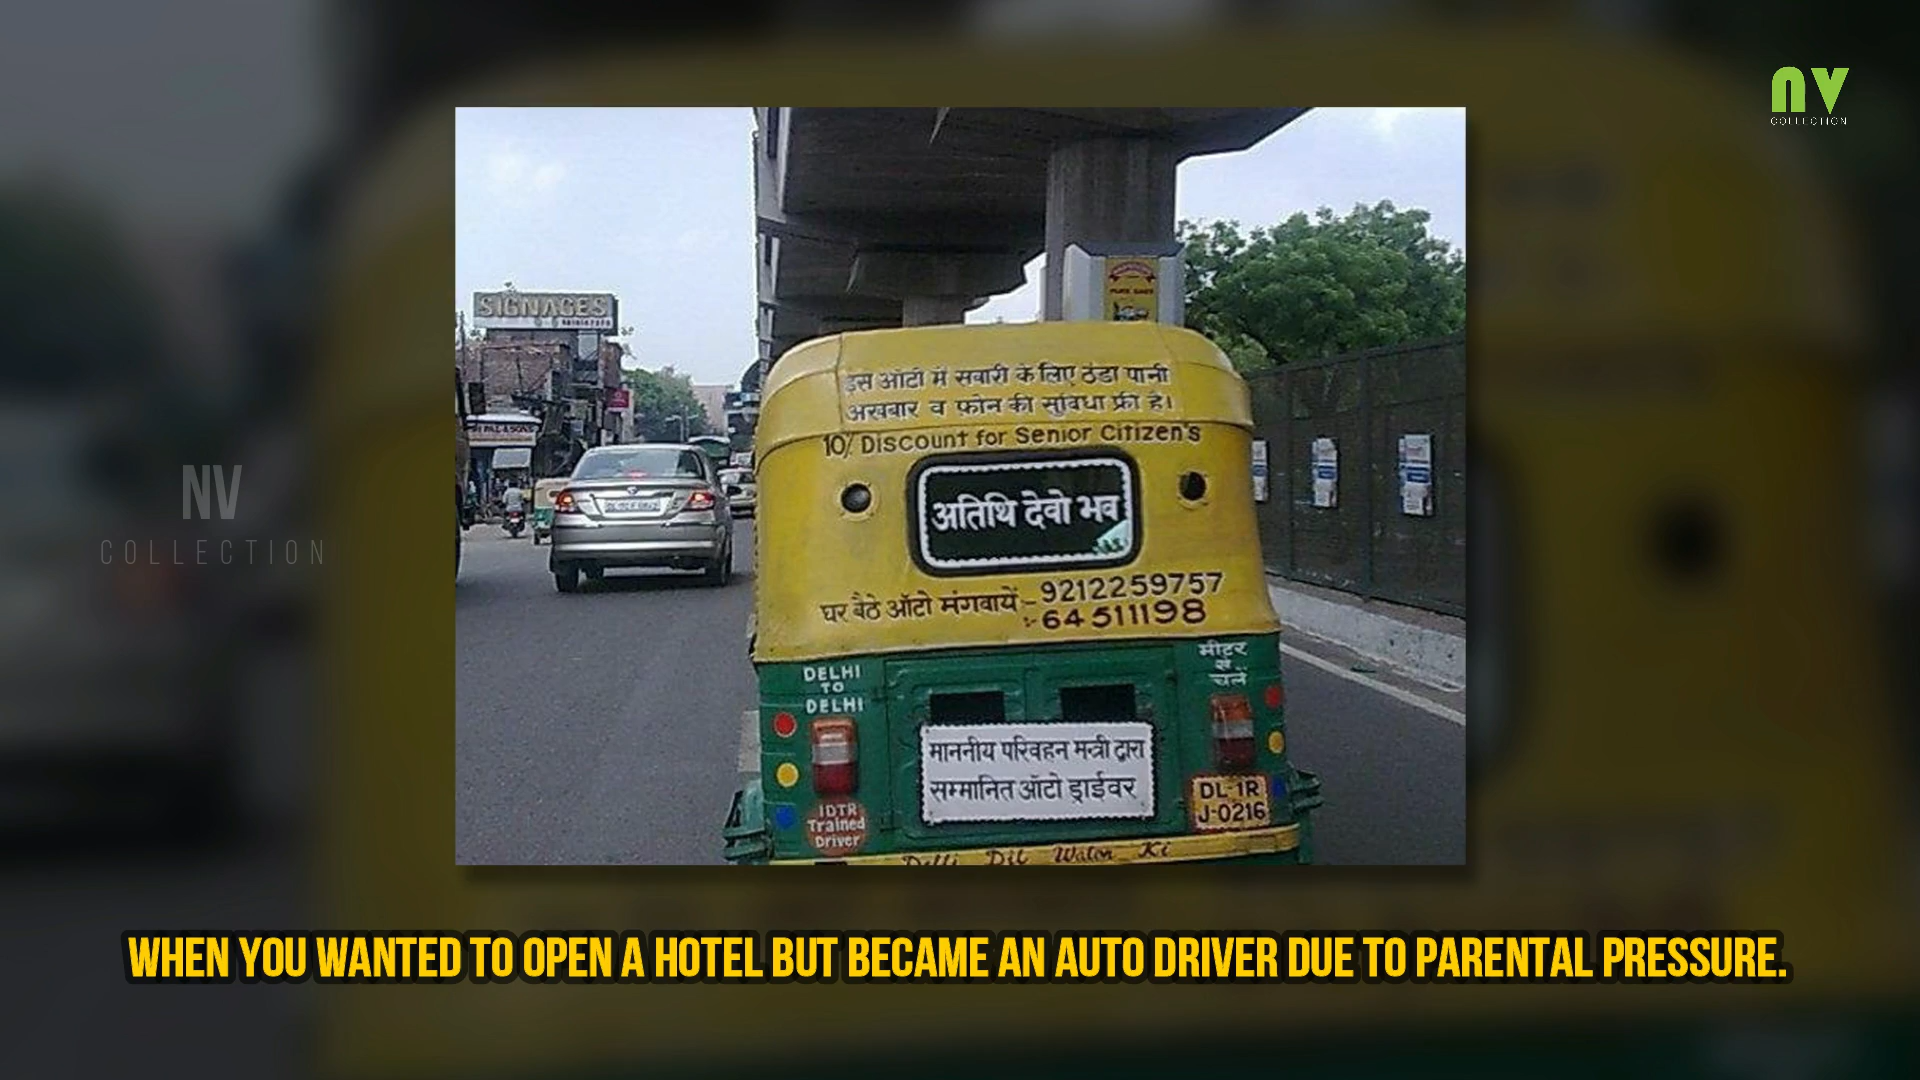 NV
COLLECTION
SIGNAGES
इस ऑटो में सवारी के लिए ठंडा पानी
अखबार व फोन की सुविधा फ्री है।
10% Discount for Senior Citizen's
अतिथि देवो भव
घर बैठे ऑटो मंगवायें:- 9212259757
:- 64511198
DELHI
TO
DELHI
मीटर
से
चले
माननीय परिवहन मन्त्री द्वारा
सम्मानित ऑटो ड्राईवर
IDTR
Trained
Driver
DL-1R
J-0216
Delhi Dil Walon Ki
NV
COLLECTION
WHEN YOU WANTED TO OPEN A HOTEL BUT BECAME AN AUTO DRIVER DUE TO PARENTAL PRESSURE.